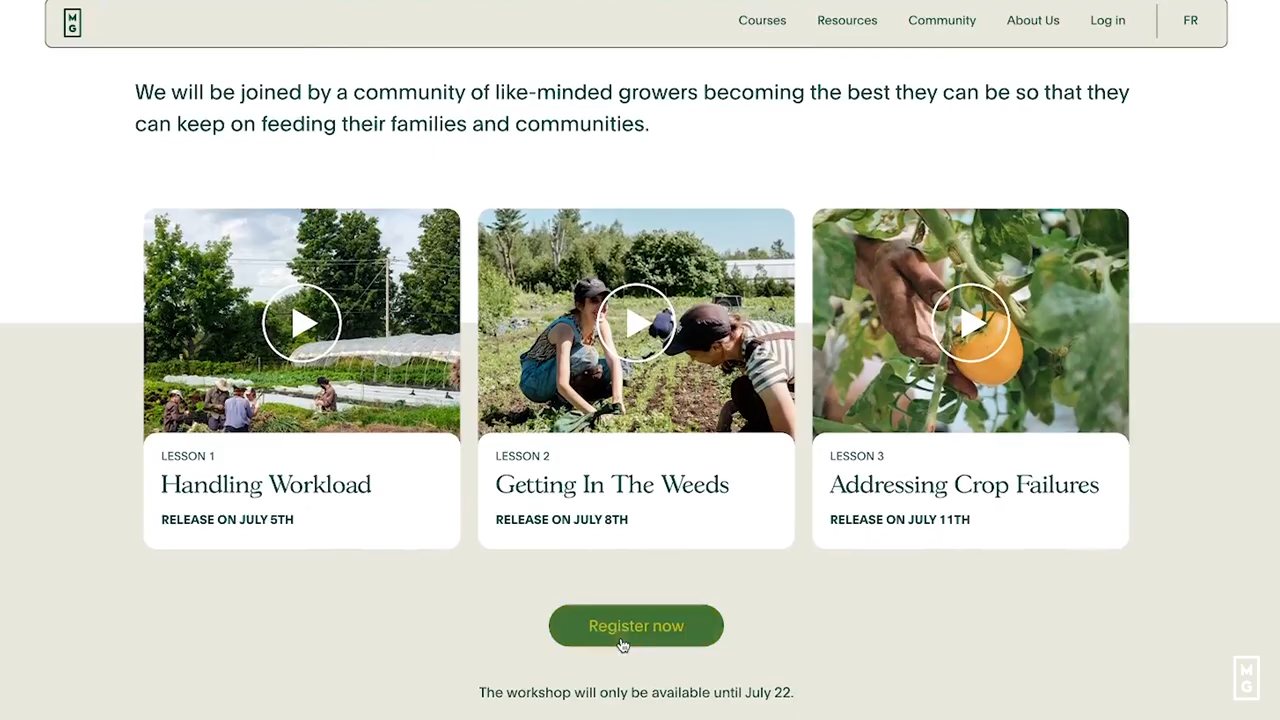 M
G
Courses
Resources
Community
About Us
Log in
FR
We will be joined by a community of like-minded growers becoming the best they can be so that they
can keep on feeding their families and communities.
LESSON 1
Handling Workload
RELEASE ON JULY 5TH
LESSON 2
Getting In The Weeds
RELEASE ON JULY 8TH
LESSON 3
Addressing Crop Failures
RELEASE ON JULY 11TH
Register now
The workshop will only be available until July 22.
M
G